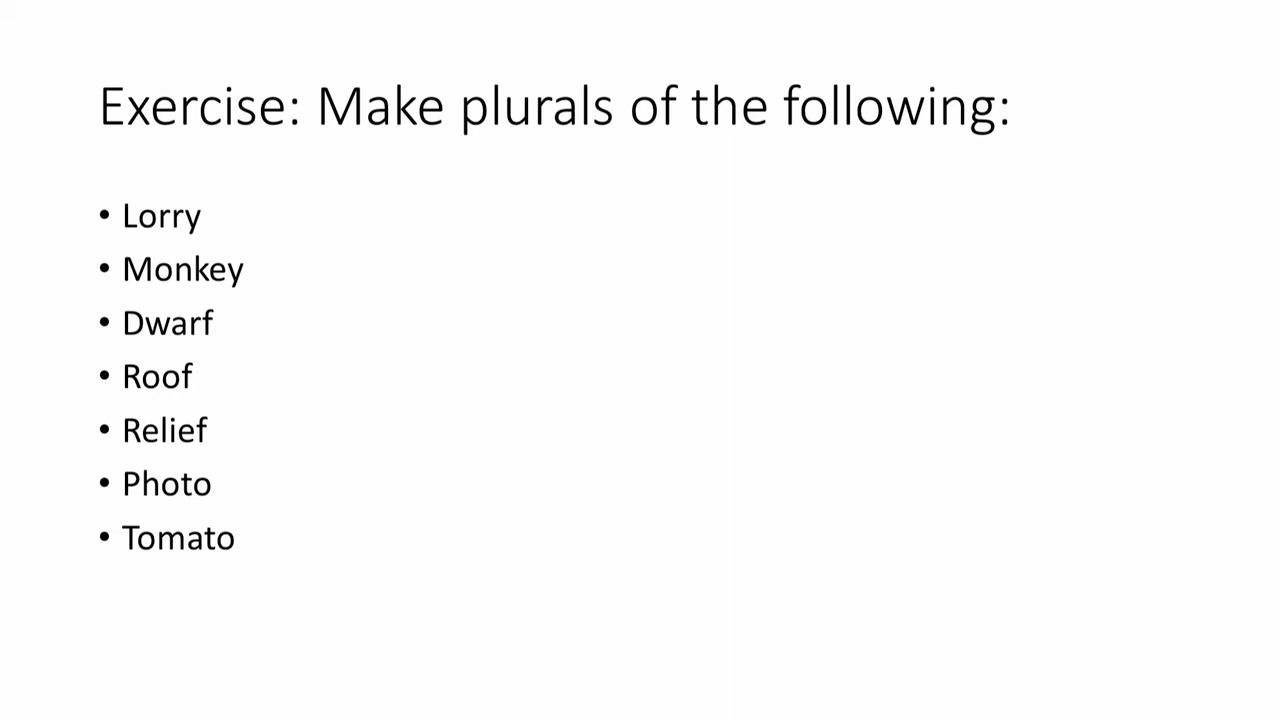 Exercise: Make plurals of the following:
• Lorry
• Monkey
• Dwarf
• Roof
• Relief
• Photo
• Tomato